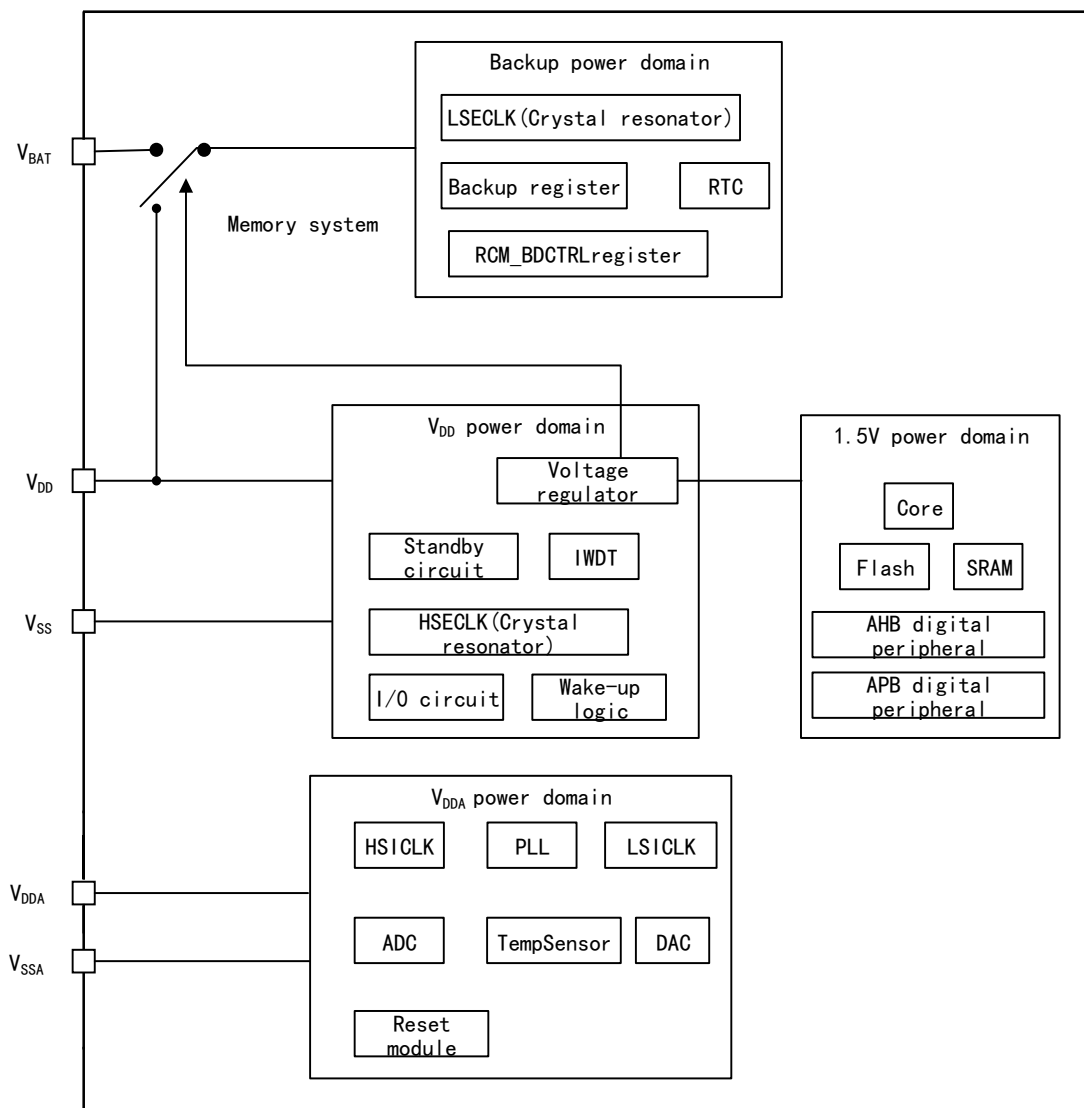 Backup power domain
LSECLK(Crystal resonator)
VBAT
Backup register
RTC
Memory system
RCM_BDCTRLregister
VDD power domain
1.5V power domain
VDD
Voltage
regulator
Core
Standby
circuit
IWDT
Flash
SRAM
VSS
HSECLK(Crystal
resonator)
AHB digital
peripheral
I/O circuit
Wake-up
logic
APB digital
peripheral
VDDA power domain
HSICLK
PLL
LSICLK
VDDA
ADC
TempSensor
DAC
VSSA
Reset
module